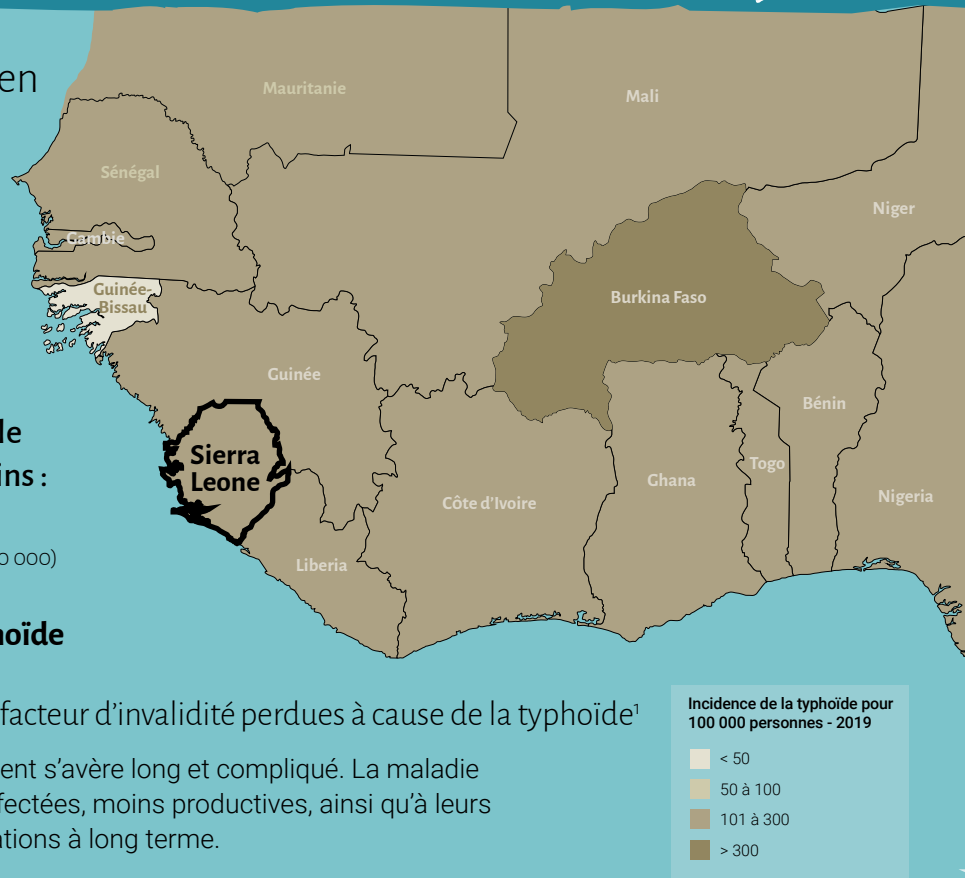 en
Mauritanie
Mali
Sénégal
Niger
Gambie
Guinée-
Bissau
Burkina Faso
Guinée
Bénin
le
ins :
Sierra
Leone
Togo
Ghana
Côte d'Ivoire
Nigeria
0 000)
Liberia
hoïde
facteur d'invalidité perdues à cause de la typhoïde¹
ent s'avère long et compliqué. La maladie
fectées, moins productives, ainsi qu'à leurs
ations à long terme.
Incidence de la typhoïde pour
100 000 personnes - 2019
< 50
50 à 100
101 à 300
> 300